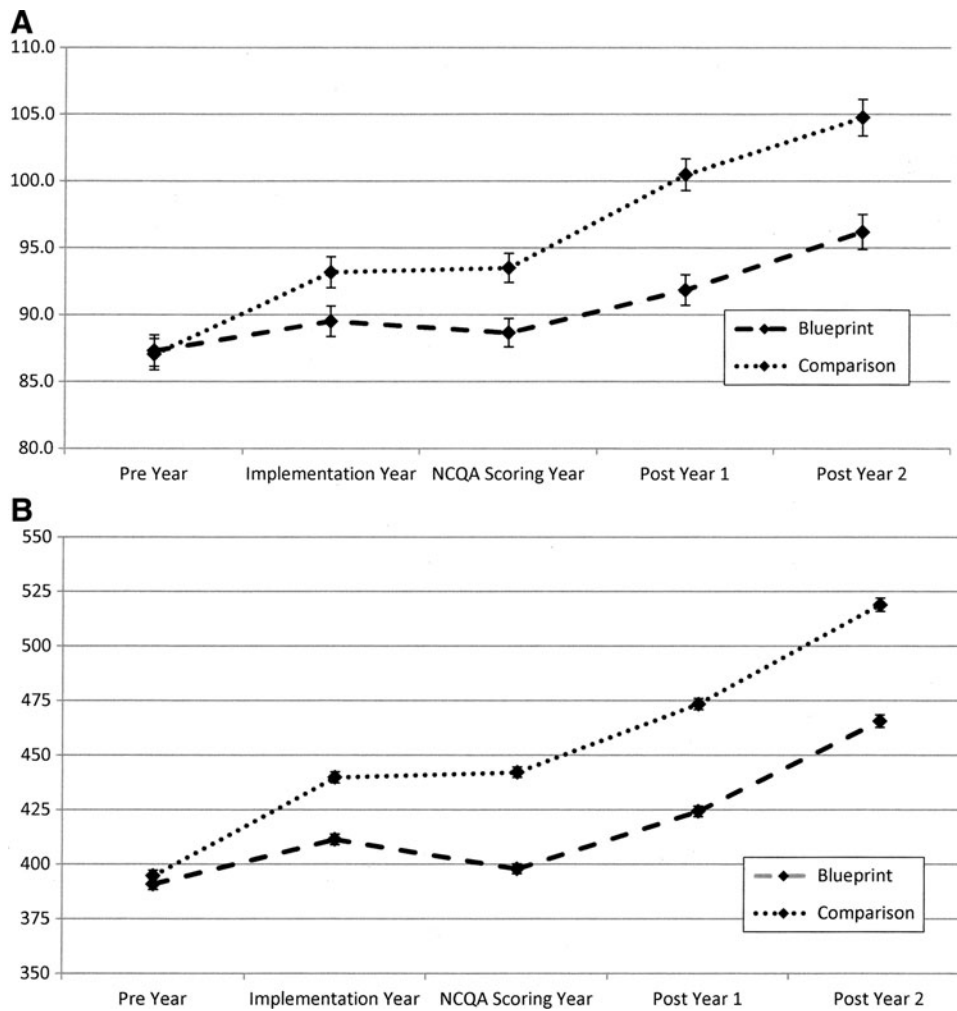 A
110.0
105.0
100.0
95.0
90.0
85.0
80.0
Blueprint
Comparison
Pre Year Implementation Year NCQA Scoring Year Post Year 1 Post Year 2
B
550
525
500
475
450
425
400
375
350
Blueprint
Comparison
Pre Year Implementation Year NCQA Scoring Year Post Year 1 Post Year 2